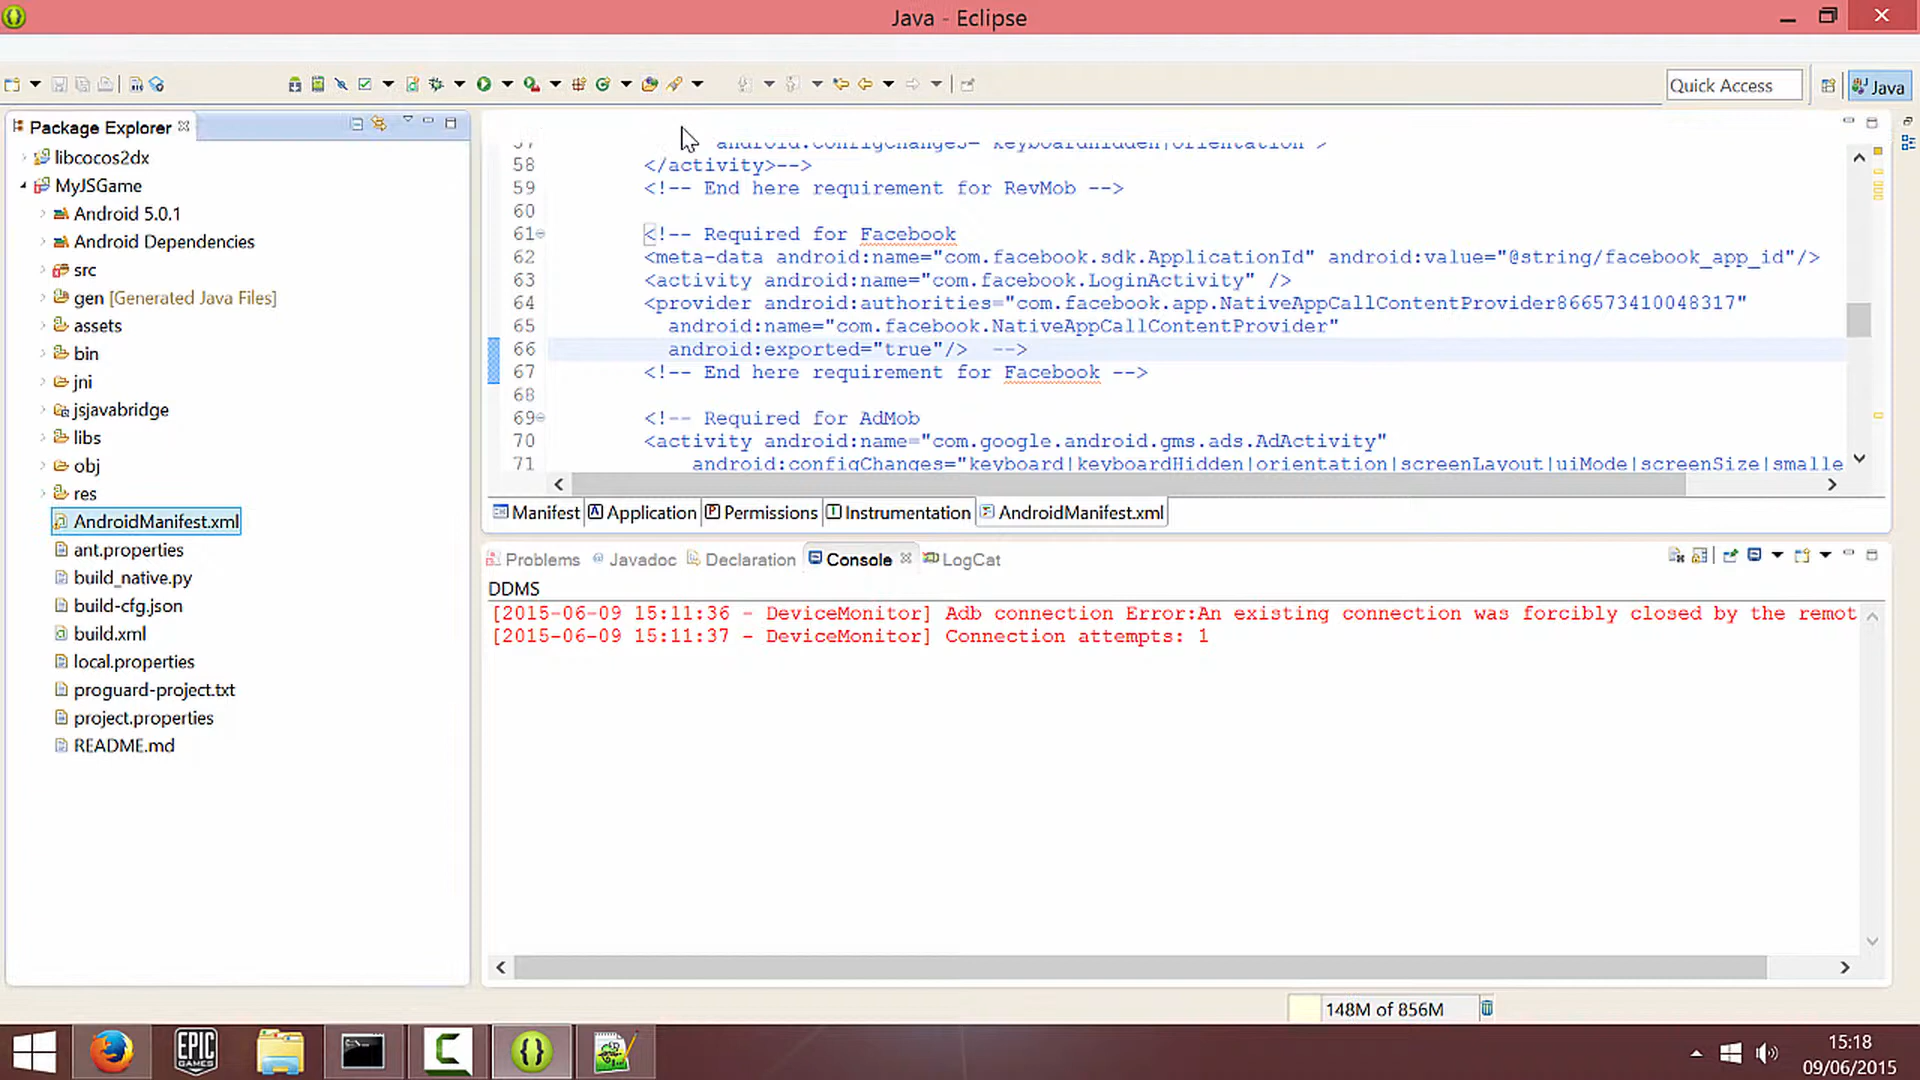 Java - Eclipse
Quick Access
Java
Package Explorer
libcocos2dx
MyJSGame
Android 5.0.1
Android Dependencies
src
gen [Generated Java Files]
assets
bin
jni
jsjavabridge
libs
obj
res
AndroidManifest.xml
ant.properties
build_native.py
build-cfg.json
build.xml
local.properties
proguard-project.txt
project.properties
README.md
57 android:configChanges="keyboardHidden|orientation">
58 </activity>-->
59 <!-- End here requirement for RevMob -->
60
61 <!-- Required for Facebook
62 <meta-data android:name="com.facebook.sdk.ApplicationId" android:value="@string/facebook_app_id"/>
63 <activity android:name="com.facebook.LoginActivity" />
64 <provider android:authorities="com.facebook.app.NativeAppCallContentProvider866573410048317"
65 android:name="com.facebook.NativeAppCallContentProvider"
66 android:exported="true"/> -->
67 <!-- End here requirement for Facebook -->
68
69 <!-- Required for AdMob
70 <activity android:name="com.google.android.gms.ads.AdActivity"
71 android:configChanges="keyboard|keyboardHidden|orientation|screenLayout|uiMode|screenSize|smalle
Manifest
Application
Permissions
Instrumentation
AndroidManifest.xml
Problems
Javadoc
Declaration
Console
LogCat
DDMS
[2015-06-09 15:11:36 - DeviceMonitor] Adb connection Error:An existing connection was forcibly closed by the remot
[2015-06-09 15:11:37 - DeviceMonitor] Connection attempts: 1
148M of 856M
EPIC
GAMES
15:18
09/06/2015